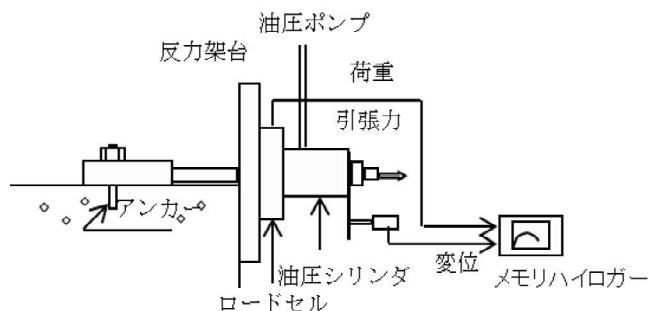 油圧ポンプ
反力架台
荷重
引張力
アンカー
油圧シリンダ
変位
メモリハイロガー
ロードセル